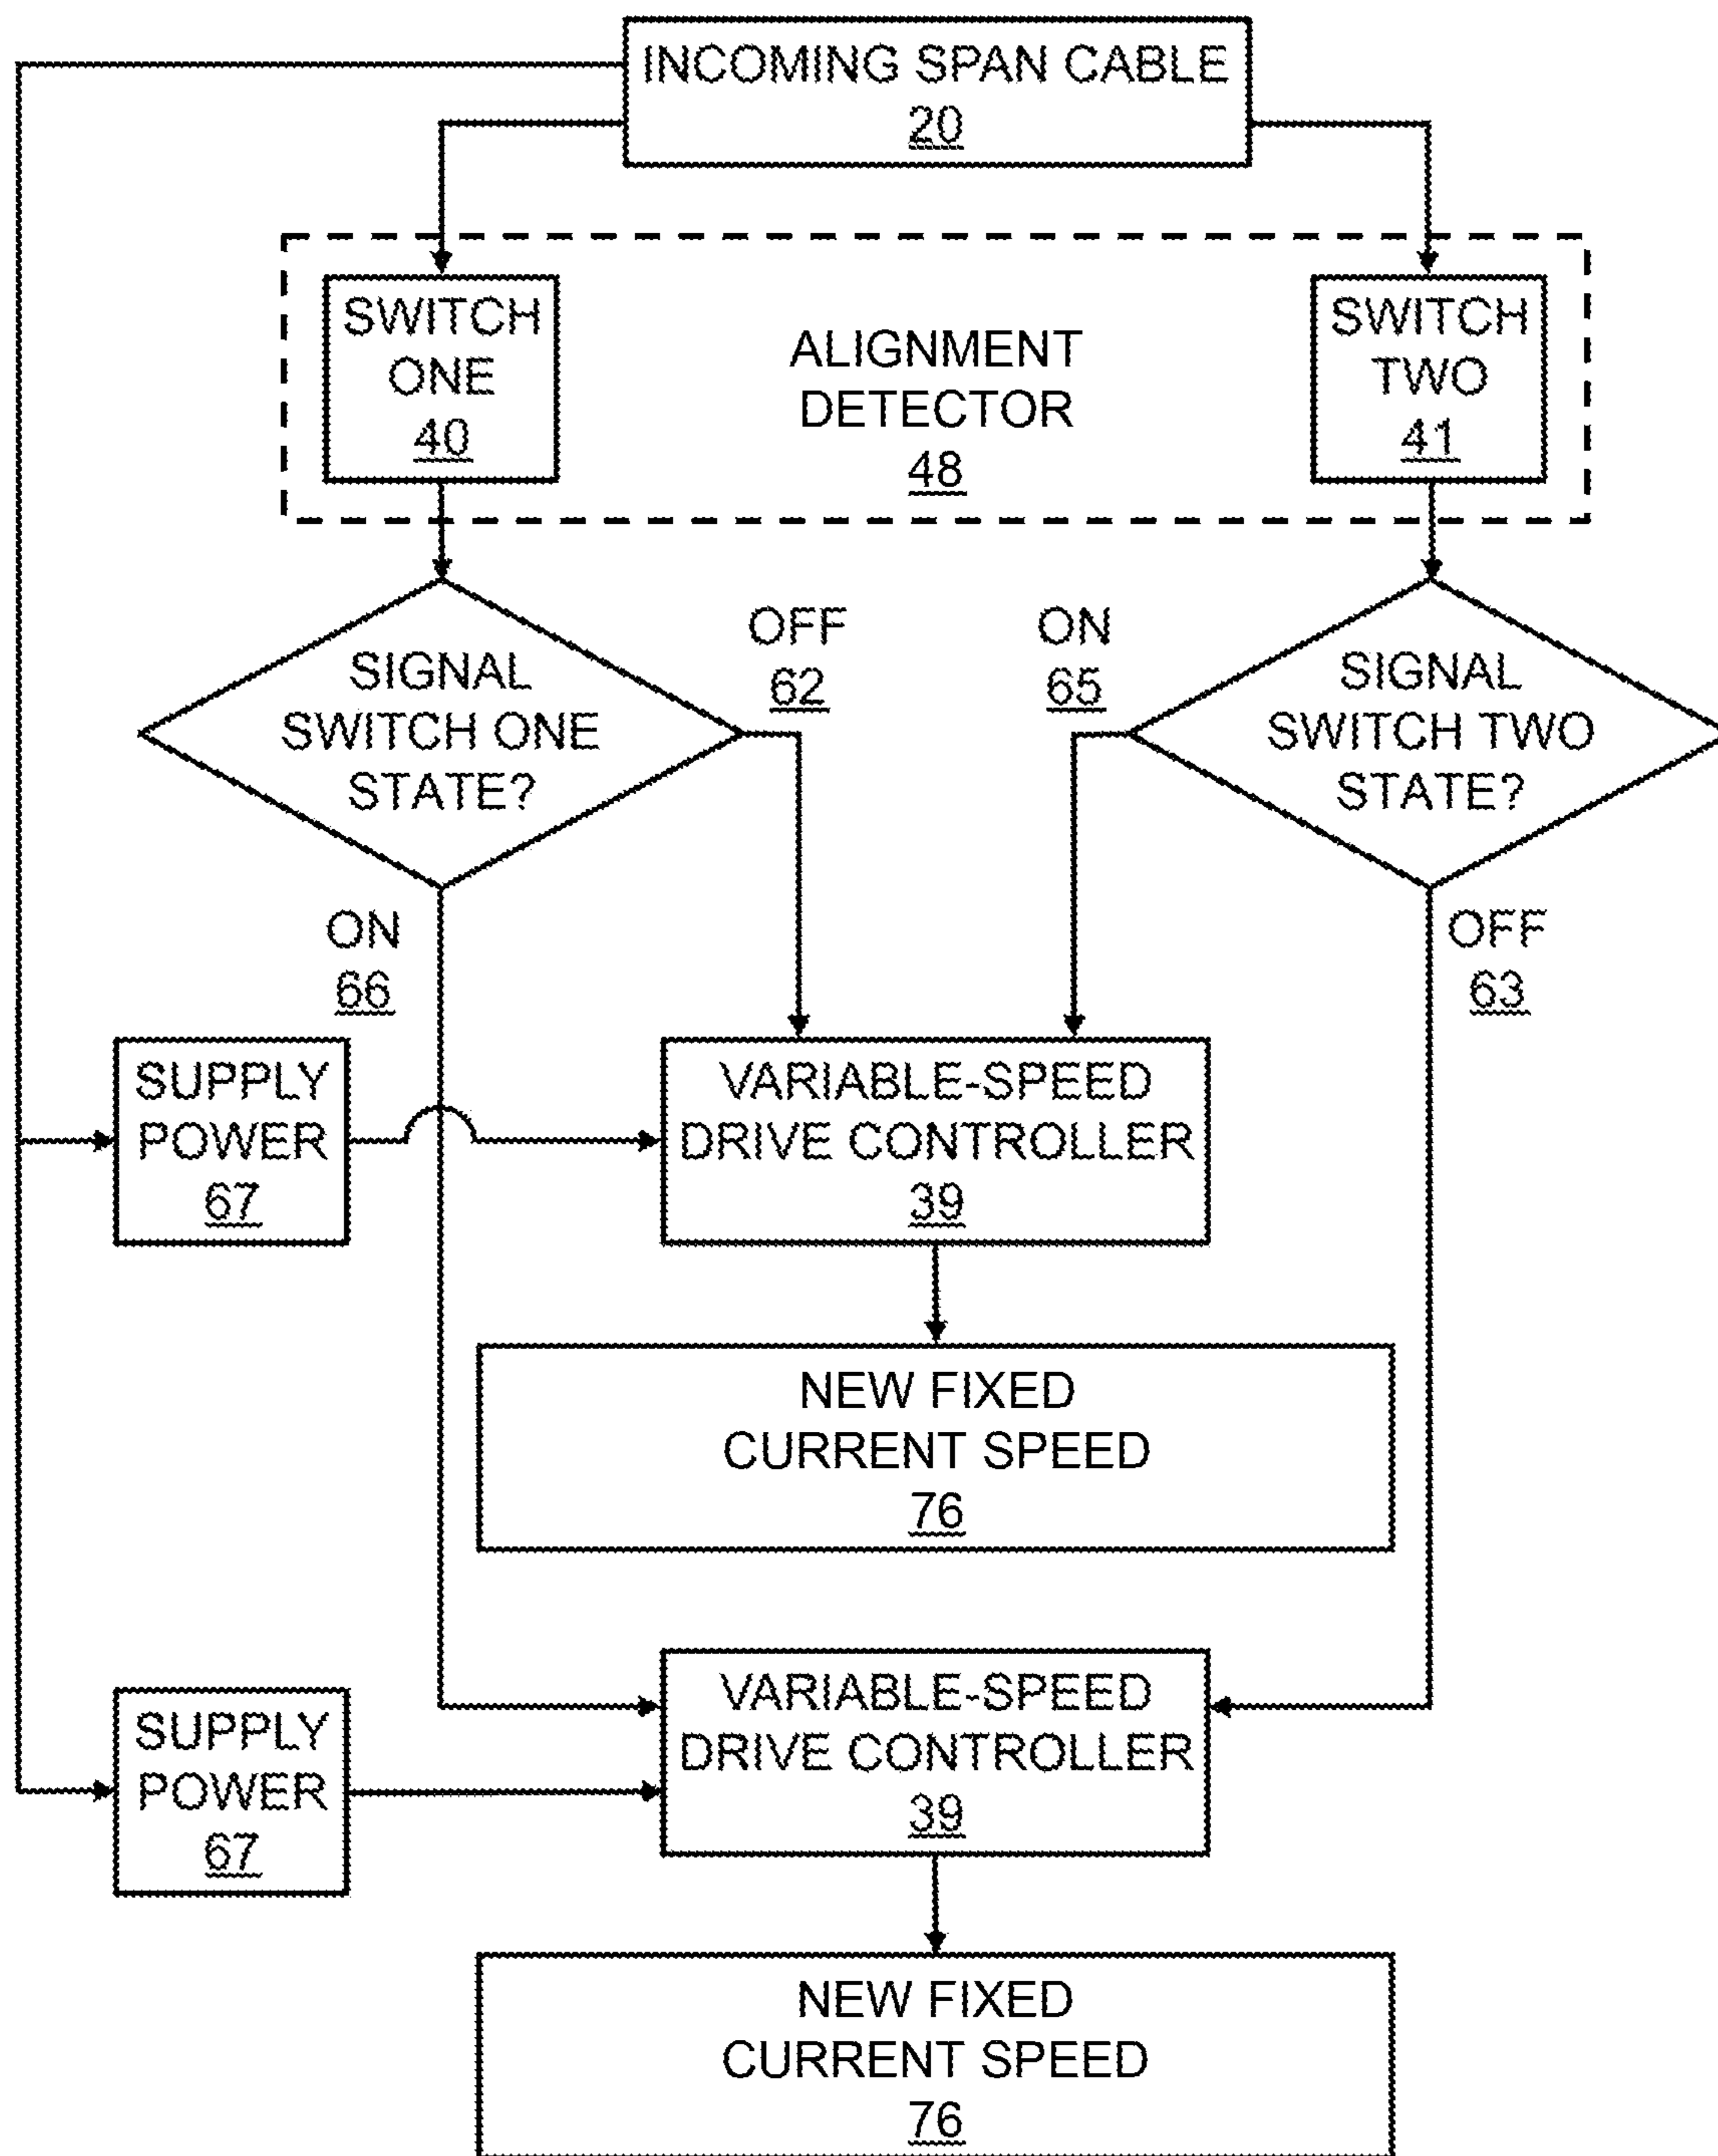 INCOMING SPAN CABLE
20
SWITCH
ONE
40
ALIGNMENT
DETECTOR
48
SWITCH
TWO
41
SIGNAL
SWITCH ONE
STATE?
OFF
62
ON
65
SIGNAL
SWITCH TWO
STATE?
ON
66
OFF
63
SUPPLY
POWER
67
VARIABLE-SPEED
DRIVE CONTROLLER
39
NEW FIXED
CURRENT SPEED
76
SUPPLY
POWER
67
VARIABLE-SPEED
DRIVE CONTROLLER
39
NEW FIXED
CURRENT SPEED
76